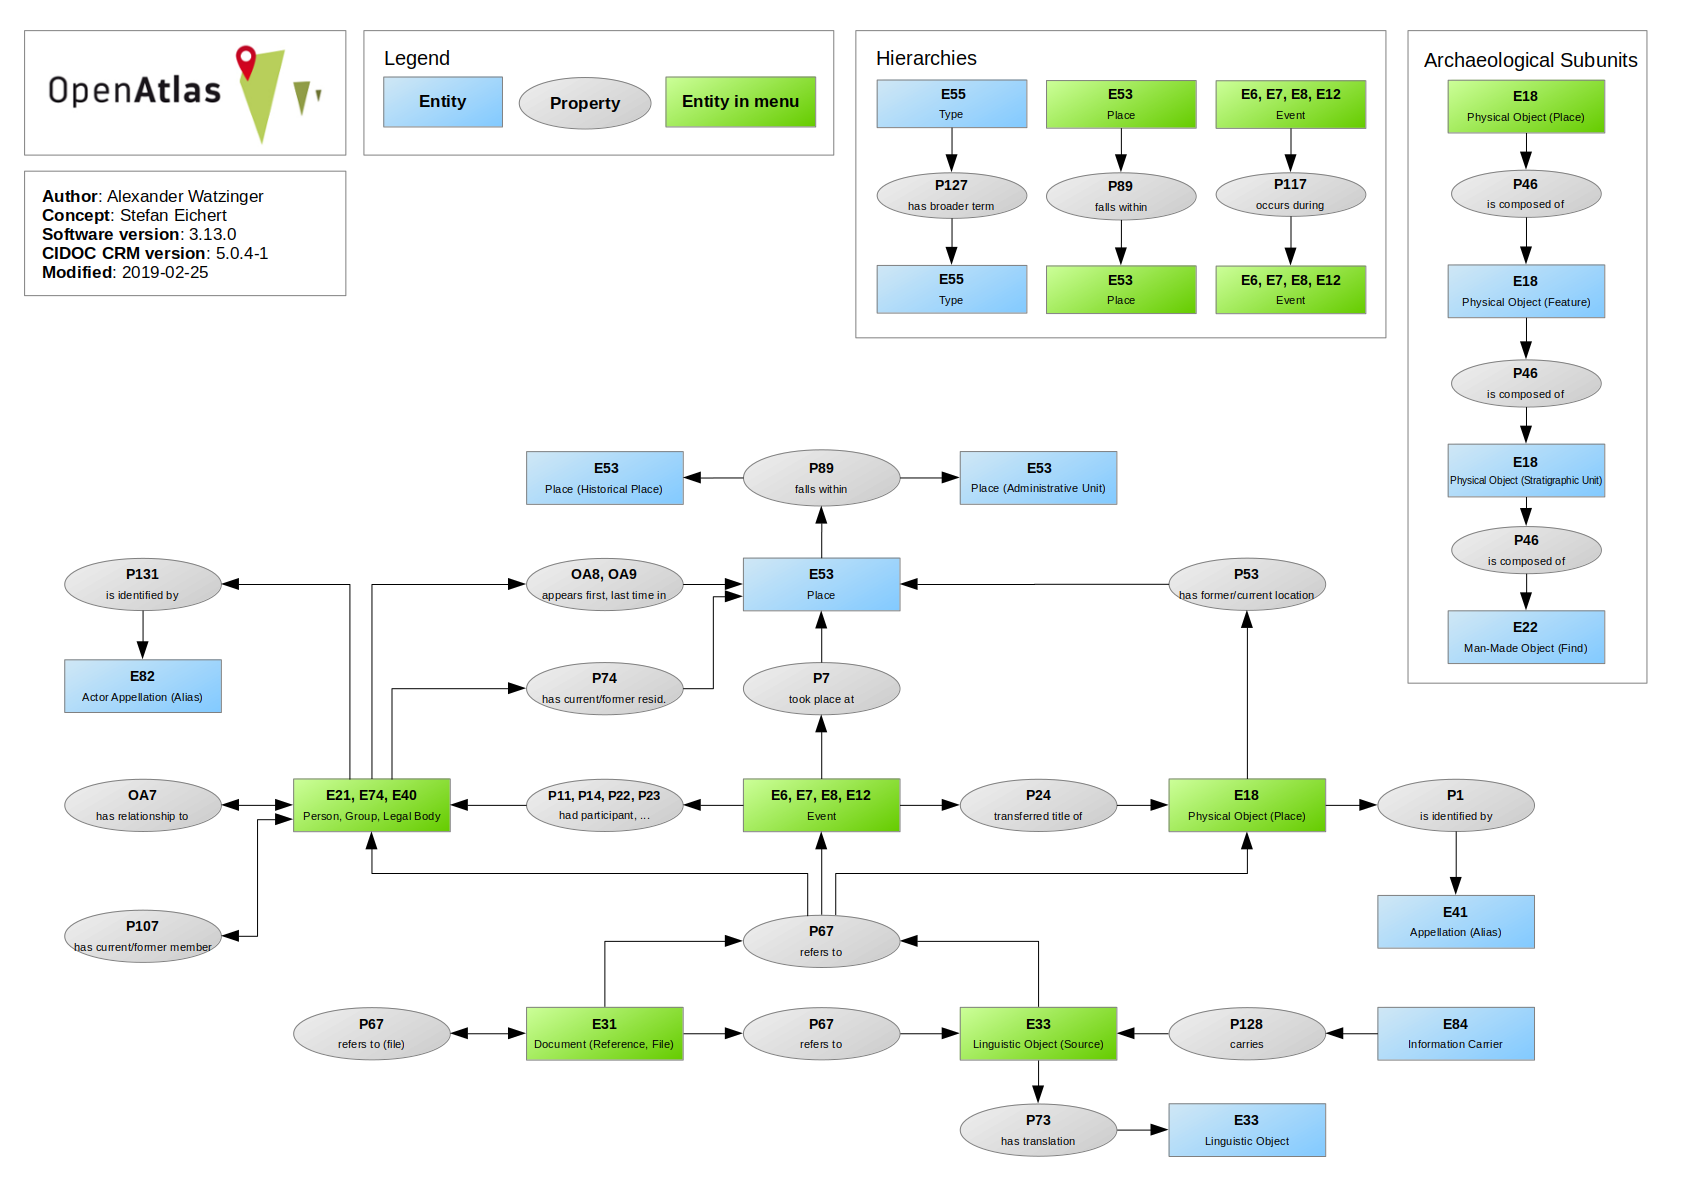 OpenAtlas
Legend
Entity
Property
Entity in menu
Author: Alexander Watzinger
Concept: Stefan Eichert
Software version: 3.13.0
CIDOC CRM version: 5.0.4-1
Modified: 2019-02-25
Hierarchies
E55
Type
P127
has broader term
E55
Type
E53
Place
P89
falls within
E53
Place
E6, E7, E8, E12
Event
P117
occurs during
E6, E7, E8, E12
Event
Archaeological Subunits
E18
Physical Object (Place)
P46
is composed of
E18
Physical Object (Feature)
P46
is composed of
E18
Physical Object (Stratigraphic Unit)
P46
is composed of
E22
Man-Made Object (Find)
E53
Place (Historical Place)
P89
falls within
E53
Place (Administrative Unit)
P131
is identified by
OA8, OA9
appears first, last time in
E53
Place
P53
has former/current location
E82
Actor Appellation (Alias)
P74
has current/former resid.
P7
took place at
OA7
has relationship to
E21, E74, E40
Person, Group, Legal Body
P11, P14, P22, P23
had participant, ...
E6, E7, E8, E12
Event
P24
transferred title of
E18
Physical Object (Place)
P1
is identified by
P107
has current/former member
P67
refers to
E41
Appellation (Alias)
P67
refers to (file)
E31
Document (Reference, File)
P67
refers to
E33
Linguistic Object (Source)
P128
carries
E84
Information Carrier
P73
has translation
E33
Linguistic Object